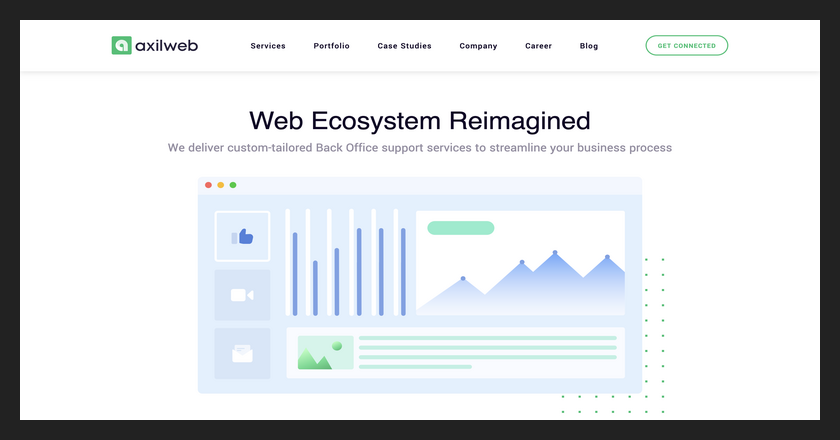 axilweb
Services Portfolio Case Studies Company Career Blog GET CONNECTED
Web Ecosystem Reimagined
We deliver custom-tailored Back Office support services to streamline your business process